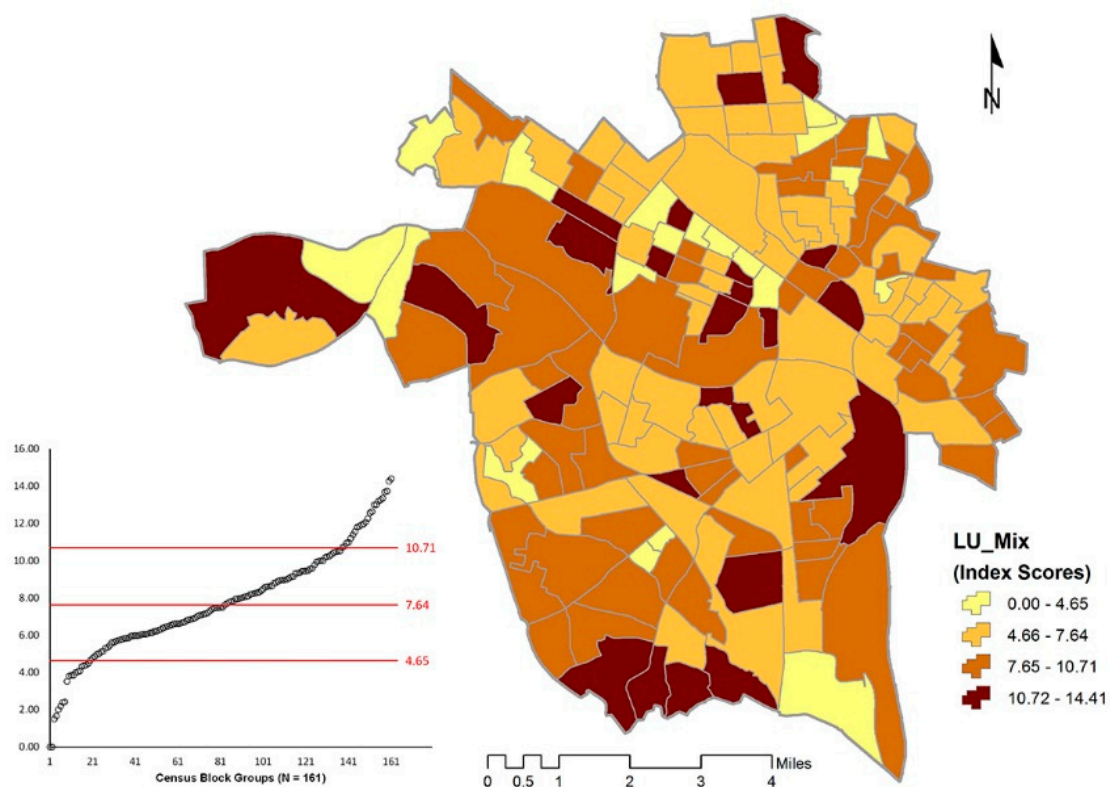 N
16.00
14.00
12.00
10.00
8.00
6.00
4.00
2.00
0.00
10.71
7.64
4.65
1 21 41 61 81 101 121 141 161
Census Block Groups (N = 161)
LU_Mix
(Index Scores)
0.00 - 4.65
4.66 - 7.64
7.65 - 10.71
10.72 - 14.41
Miles
0 0.5 1 2 3 4